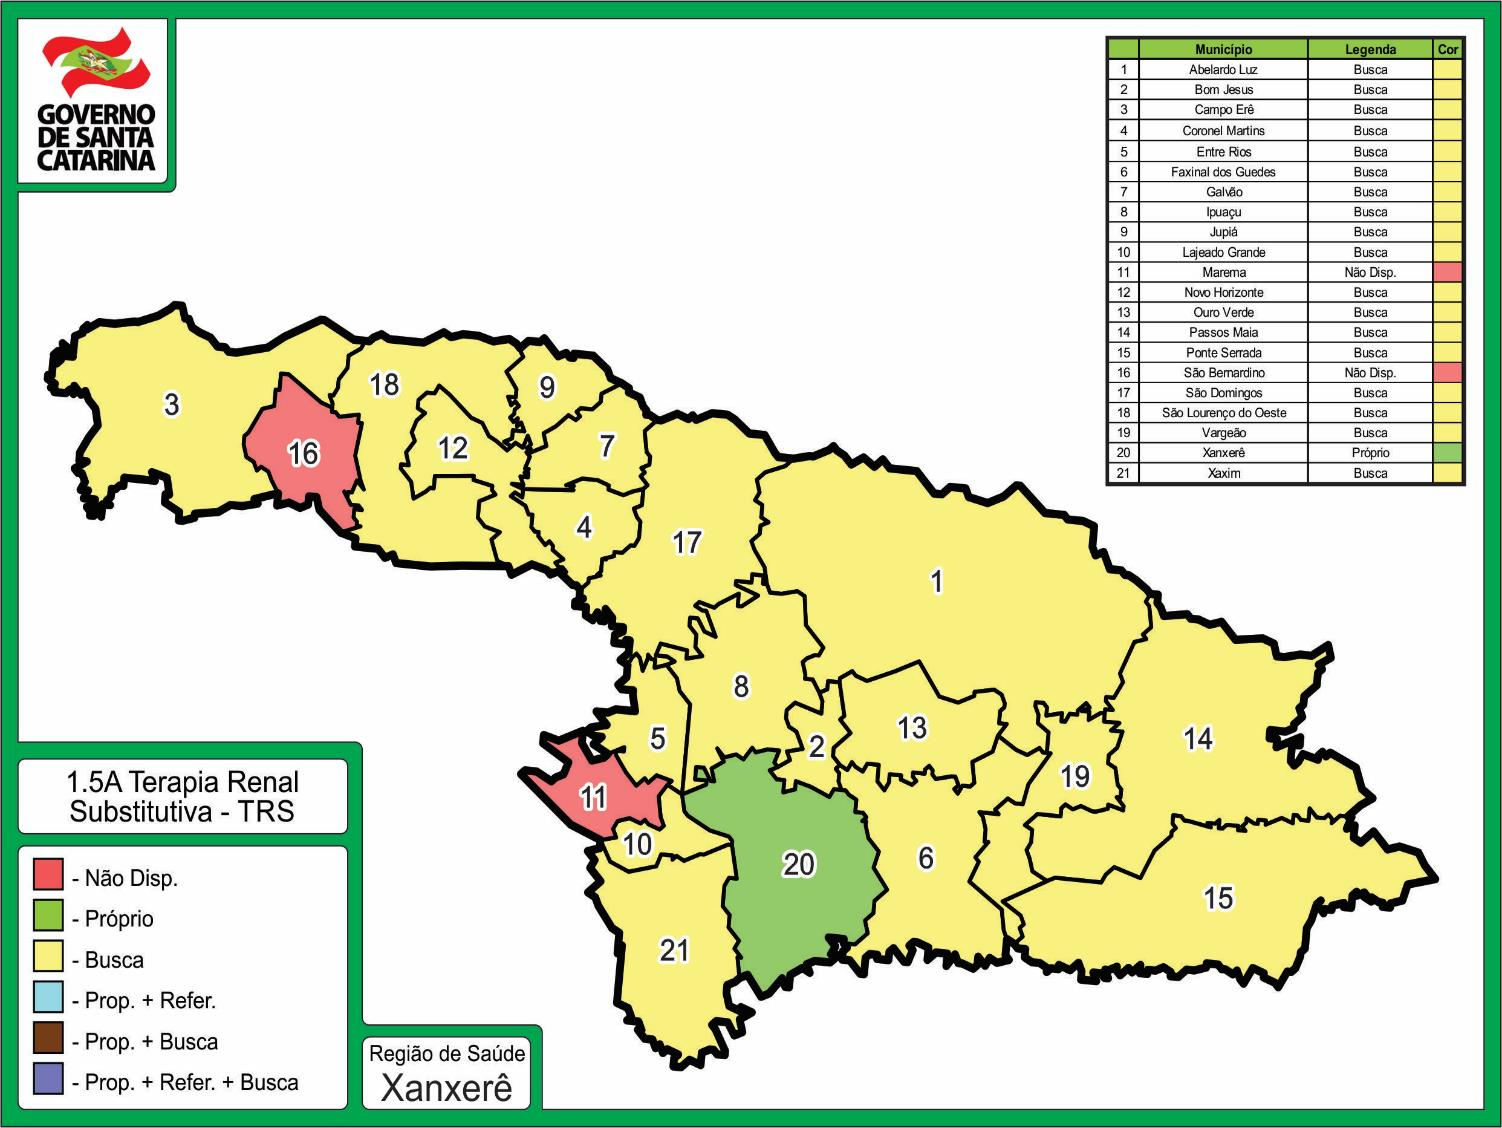 GOVERNO
DE SANTA
CATARINA
Município Legenda Cor
1 Abelardo Luz Busca
2 Bom Jesus Busca
3 Campo Erê Busca
4 Coronel Martins Busca
5 Entre Rios Busca
6 Faxinal dos Guedes Busca
7 Galvão Busca
8 Ipuaçu Busca
9 Jupiá Busca
10 Lajeado Grande Busca
11 Marema Não Disp.
12 Novo Horizonte Busca
13 Ouro Verde Busca
14 Passos Maia Busca
15 Ponte Serrada Busca
16 São Bernardino Não Disp.
17 São Domingos Busca
18 São Lourenço do Oeste Busca
19 Vargeão Busca
20 Xanxerê Próprio
21 Xaxim Busca
3
16
18
12
9
7
4
17
1
8
5
2
13
19
14
11
10
20
6
15
21
1.5A Terapia Renal
Substitutiva - TRS
- Não Disp.
- Próprio
- Busca
- Prop. + Refer.
- Prop. + Busca
- Prop. + Refer. + Busca
Região de Saúde
Xanxerê